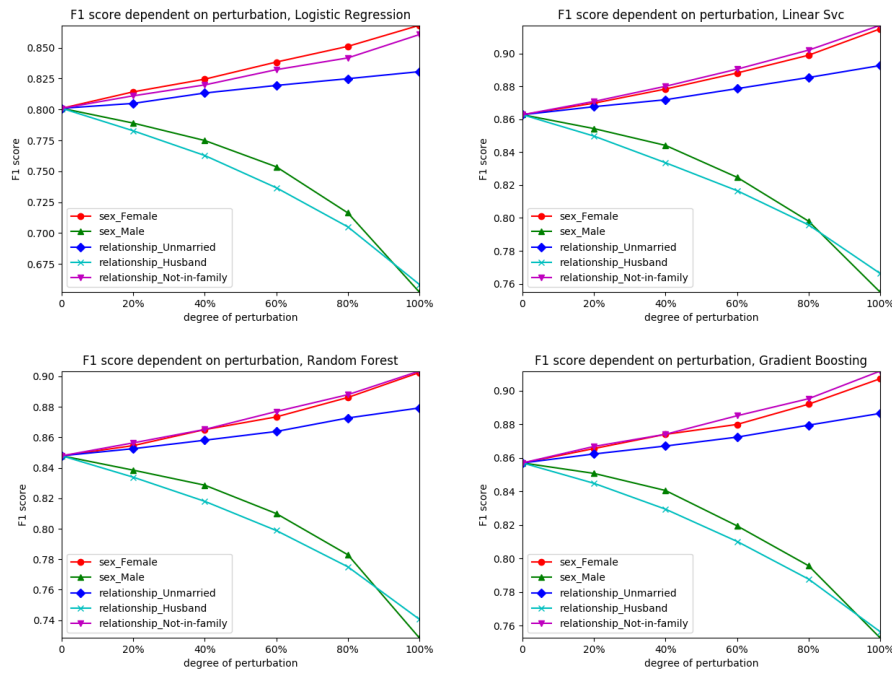 F1 score dependent on perturbation, Logistic Regression
0.850
0.825
0.800
0.775
0.750
0.725
0.700
0.675
F1 score
sex_Female
sex_Male
relationship_Unmarried
relationship_Husband
relationship_Not-in-family
0 20% 40% 60% 80% 100%
degree of perturbation
F1 score dependent on perturbation, Linear Svc
0.90
0.88
0.86
0.84
0.82
0.80
0.78
0.76
F1 score
sex_Female
sex_Male
relationship_Unmarried
relationship_Husband
relationship_Not-in-family
0 20% 40% 60% 80% 100%
degree of perturbation
F1 score dependent on perturbation, Random Forest
0.90
0.88
0.86
0.84
0.82
0.80
0.78
0.76
0.74
F1 score
sex_Female
sex_Male
relationship_Unmarried
relationship_Husband
relationship_Not-in-family
0 20% 40% 60% 80% 100%
degree of perturbation
F1 score dependent on perturbation, Gradient Boosting
0.90
0.88
0.86
0.84
0.82
0.80
0.78
0.76
F1 score
sex_Female
sex_Male
relationship_Unmarried
relationship_Husband
relationship_Not-in-family
0 20% 40% 60% 80% 100%
degree of perturbation